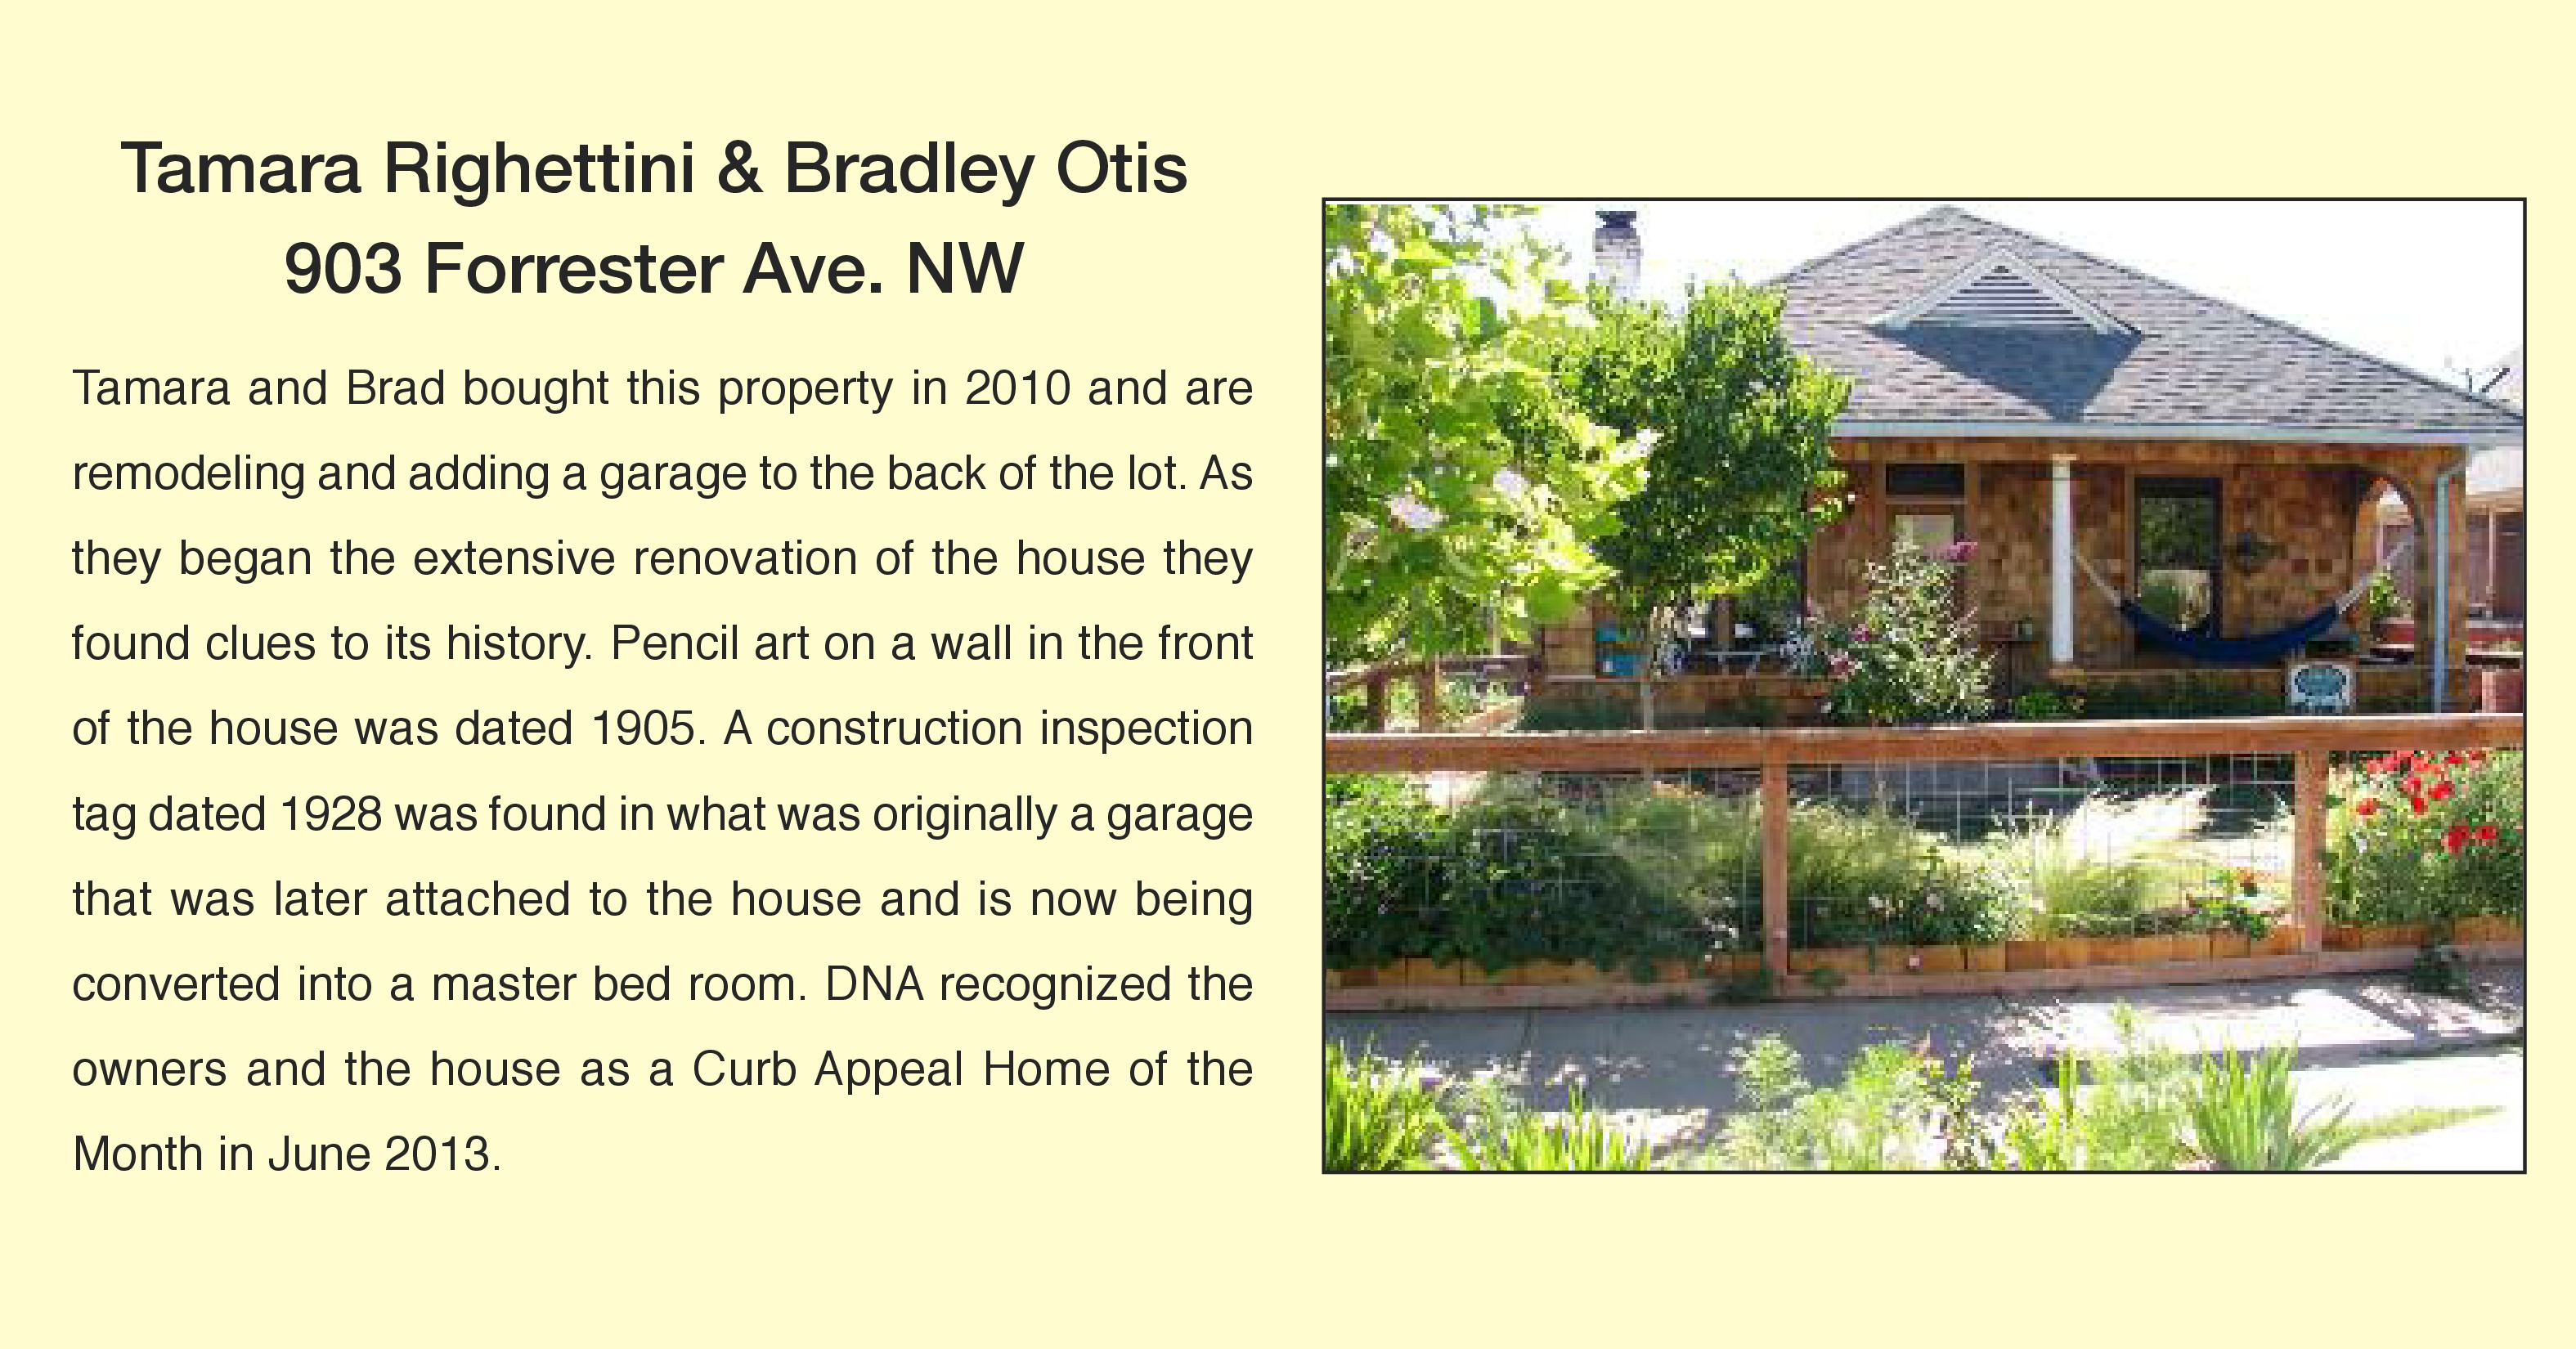 Tamara Righettini & Bradley Otis
903 Forrester Ave. NW
Tamara and Brad bought this property in 2010 and are
remodeling and adding a garage to the back of the lot. As
they began the extensive renovation of the house they
found clues to its history. Pencil art on a wall in the front
of the house was dated 1905. A construction inspection
tag dated 1928 was found in what was originally a garage
that was later attached to the house and is now being
converted into a master bed room. DNA recognized the
owners and the house as a Curb Appeal Home of the
Month in June 2013.